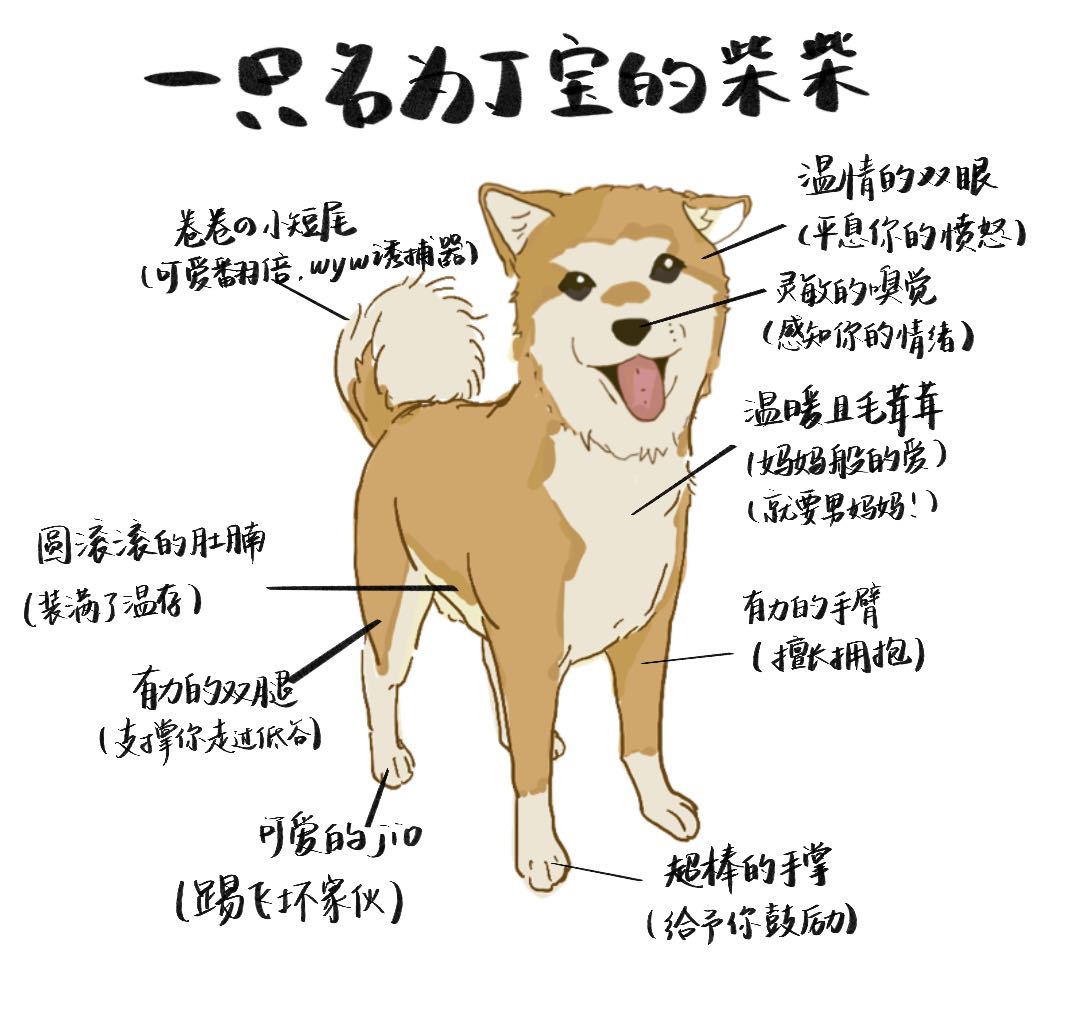 一只名为丁宝的柴柴
温情的双眼
(平息你的愤怒)
卷卷の小短尾
(可爱翻倍.wyw诱捕器)
灵敏的嗅觉
(感知你的情绪)
温暖且毛茸茸
(妈妈般的爱)
(就要男妈妈!)
圆滚滚的肚腩
(装满了温存)
有力的手臂
(擅长拥抱)
有力的双腿
(支撑你走过低谷)
可爱的jio
(踢飞坏家伙)
超棒的手掌
(给予你鼓励)